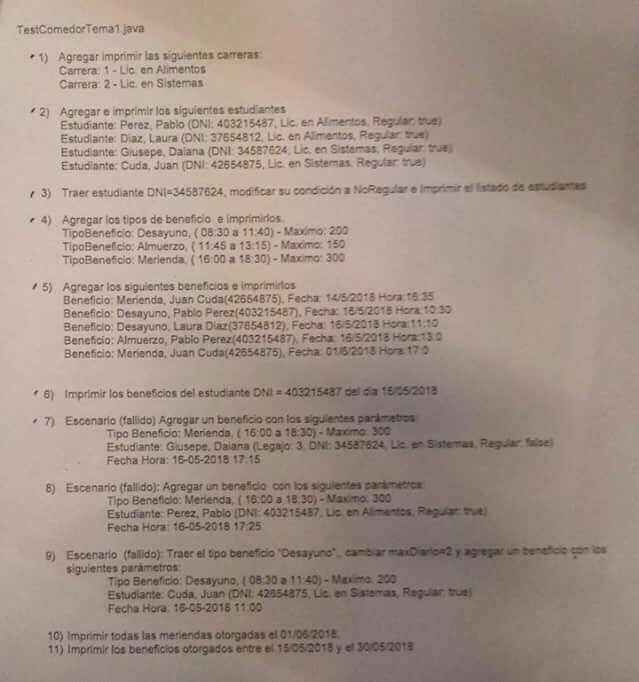 TestComedorTema1.java
1) Agregar imprimir las siguientes carreras:
Carrera: 1 - Lic. en Alimentos
Carrera: 2 - Lic. en Sistemas
2) Agregar e imprimir los siguientes estudiantes
Estudiante: Perez, Pablo (DNI: 403215487, Lic. en Alimentos, Regular: true)
Estudiante: Diaz, Laura (DNI: 37654812, Lic. en Alimentos, Regular: true)
Estudiante: Giusepe, Daiana (DNI: 34587624, Lic. en Sistemas, Regular: true)
Estudiante: Cuda, Juan (DNI: 42654875, Lic. en Sistemas, Regular: true)
3) Traer estudiante DNI=34587624, modificar su condición a NoRegular e Imprimir el listado de estudiantes
4) Agregar los tipos de beneficio e imprimirlos.
TipoBeneficio: Desayuno, ( 08:30 a 11:40) - Maximo: 200
TipoBeneficio: Almuerzo, ( 11:45 a 13:15) - Maximo: 150
TipoBeneficio: Merienda, ( 16:00 a 18:30) - Maximo: 300
5) Agregar los siguientes beneficios e imprimirlos
Beneficio: Merienda, Juan Cuda(42654875), Fecha: 14/5/2018 Hora:16:35
Beneficio: Desayuno, Pablo Perez(403215487), Fecha: 16/5/2018 Hora:10:30
Beneficio: Desayuno, Laura Diaz(37654812), Fecha: 16/5/2018 Hora:11:10
Beneficio: Almuerzo, Pablo Perez(403215487), Fecha: 16/5/2018 Hora:13:0
Beneficio: Merienda, Juan Cuda(42654875), Fecha: 01/6/2018 Hora:17:0
6) Imprimir los beneficios del estudiante DNI = 403215487 del dia 16/05/2018
7) Escenario (fallido) Agregar un beneficio con los siguientes parámetros:
Tipo Beneficio: Merienda, ( 16:00 a 18:30) - Maximo: 300
Estudiante: Giusepe, Daiana (Legajo: 3, DNI: 34587624, Lic. en Sistemas, Regular: false)
Fecha Hora: 16-05-2018 17:15
8) Escenario (fallido): Agregar un beneficio con los siguientes parámetros:
Tipo Beneficio: Merienda, ( 16:00 a 18:30) - Maximo: 300
Estudiante: Perez, Pablo (DNI: 403215487, Lic. en Alimentos, Regular: true)
Fecha Hora: 16-05-2018 17:25
9) Escenario (fallido): Traer el tipo beneficio "Desayuno", cambiar maxDiario=2 y agregar un beneficio con los
siguientes parámetros:
Tipo Beneficio: Desayuno, ( 08:30 a 11:40) - Maximo: 200
Estudiante: Cuda, Juan (DNI: 42654875, Lic. en Sistemas, Regular: true)
Fecha Hora: 16-05-2018 11:00
10) Imprimir todas las meriendas otorgadas el 01/06/2018.
11) Imprimir los beneficios otorgados entre el 15/05/2018 y el 30/05/2018